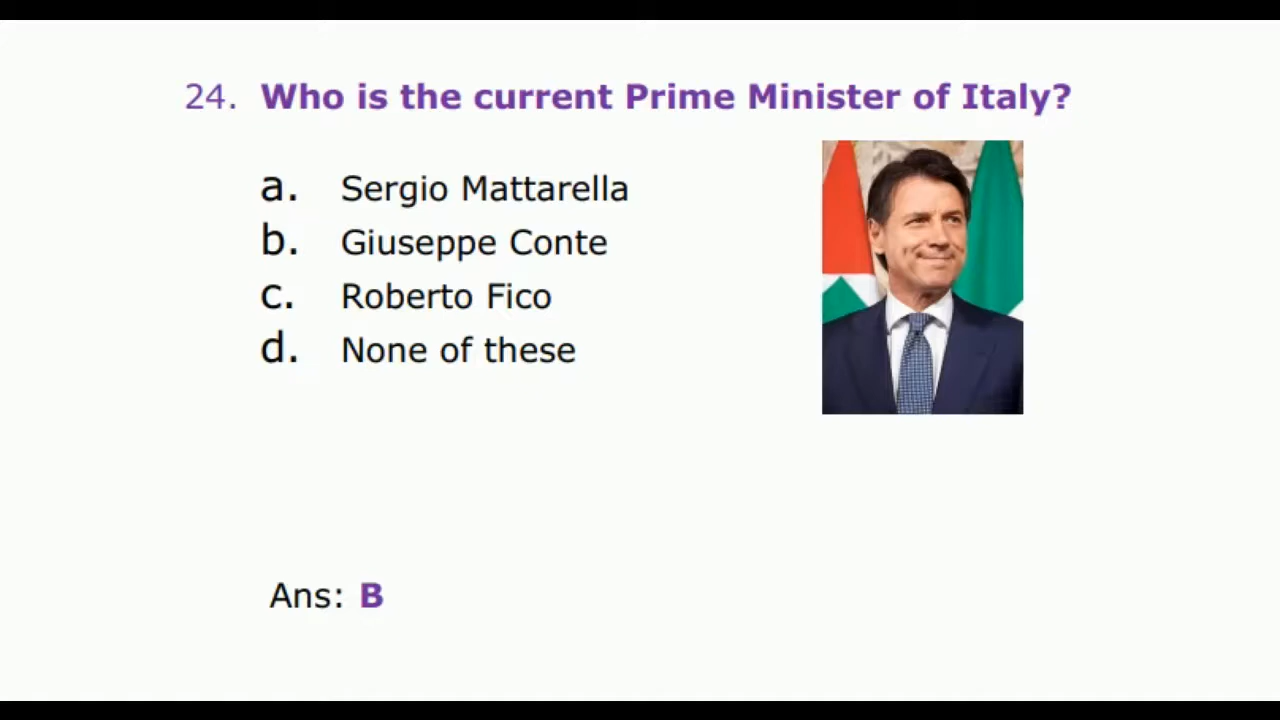 24. Who is the current Prime Minister of Italy?
a. Sergio Mattarella
b. Giuseppe Conte
c. Roberto Fico
d. None of these
Ans: B